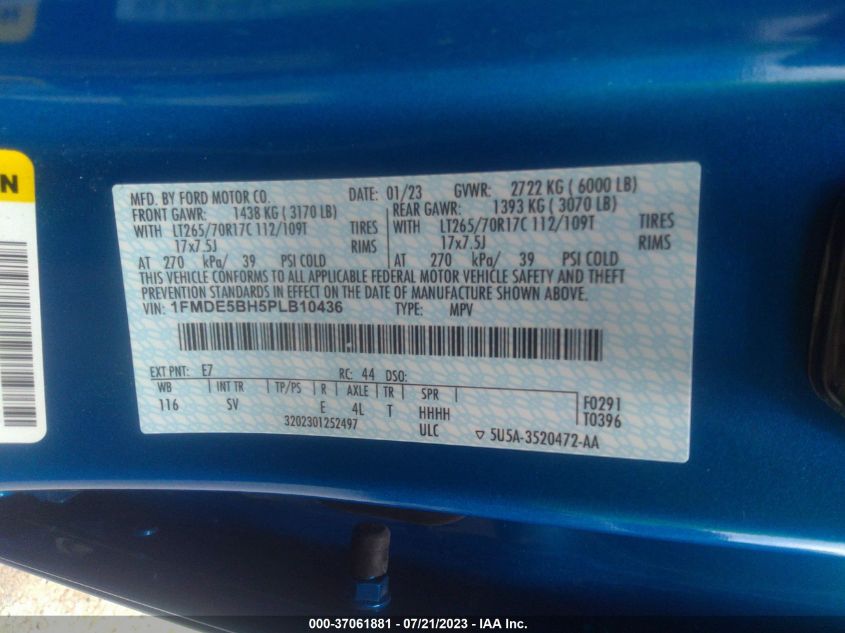 N
MFD. BY FORD MOTOR CO. DATE: 01/23 GVWR: 2722 KG ( 6000 LB)
FRONT GAWR: 1438 KG ( 3170 LB) REAR GAWR: 1393 KG ( 3070 LB)
WITH LT265/70R17C 112/109T TIRES WITH LT265/70R17C 112/109T TIRES
17x7.5J RIMS 17x7.5J RIMS
AT 270 kPa/ 39 PSI COLD AT 270 kPa/ 39 PSI COLD
THIS VEHICLE CONFORMS TO ALL APPLICABLE FEDERAL MOTOR VEHICLE SAFETY AND THEFT
PREVENTION STANDARDS IN EFFECT ON THE DATE OF MANUFACTURE SHOWN ABOVE.
VIN: 1FMDE5BH5PLB10436 TYPE: MPV
EXT PNT: E7 RC: 44 DSO:
WB INT TR TP/PS R AXLE TR SPR F0291
116 SV E 4L T HHHH T0396
3202301252497 ULC ▽ 5U5A-3520472-AA
000-37061881 - 07/21/2023 - IAA Inc.